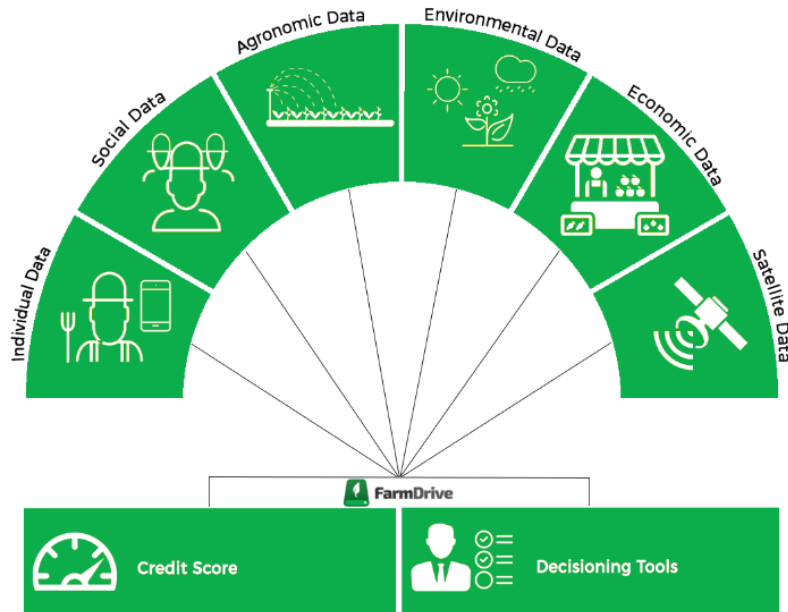 Individual Data
Social Data
Agronomic Data
Environmental Data
Economic Data
Satellite Data
FarmDrive
Credit Score
Decisioning Tools